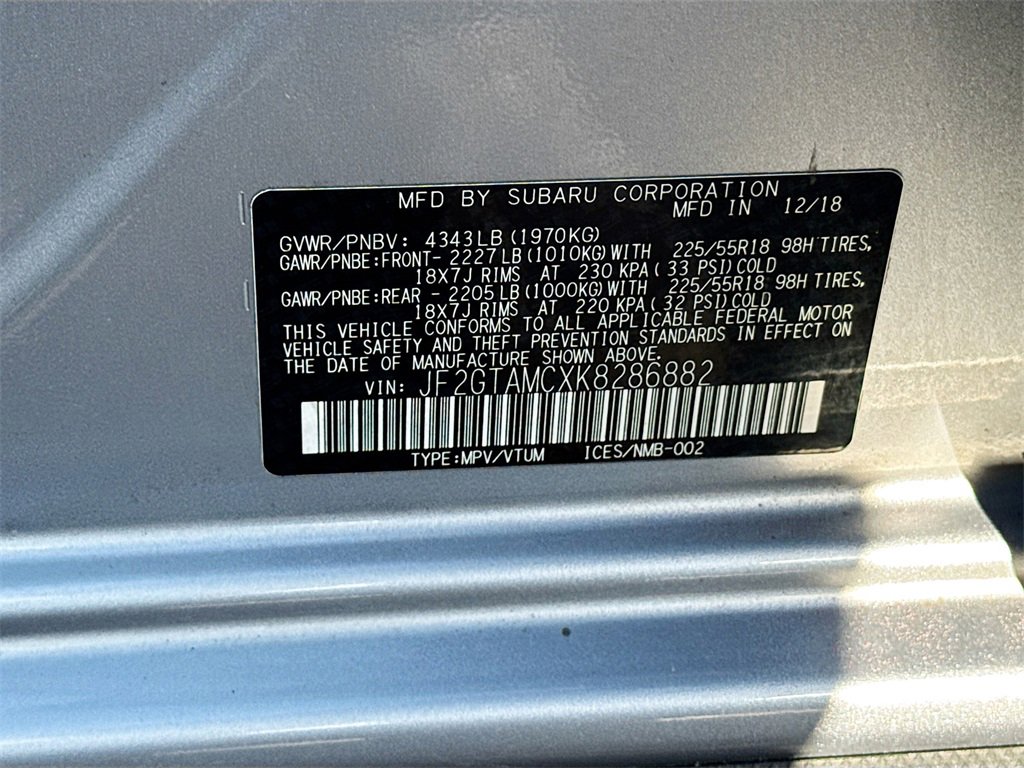 MFD BY SUBARU CORPORATION
MFD IN 12/18
GVWR/PNBV: 4343LB (1970KG)
GAWR/PNBE:FRONT- 2227LB (1010KG) WITH 225/55R18 98H TIRES,
18X7J RIMS AT 230 KPA ( 33 PSI) COLD
GAWR/PNBE:REAR - 2205LB (1000KG) WITH 225/55R18 98H TIRES,
18X7J RIMS AT 220 KPA ( 32 PSI) COLD
THIS VEHICLE CONFORMS TO ALL APPLICABLE FEDERAL MOTOR
VEHICLE SAFETY AND THEFT PREVENTION STANDARDS IN EFFECT ON
THE DATE OF MANUFACTURE SHOWN ABOVE.
VIN: JF2GTAMCXK8286882
TYPE:MPV/VTUM ICES/NMB-002